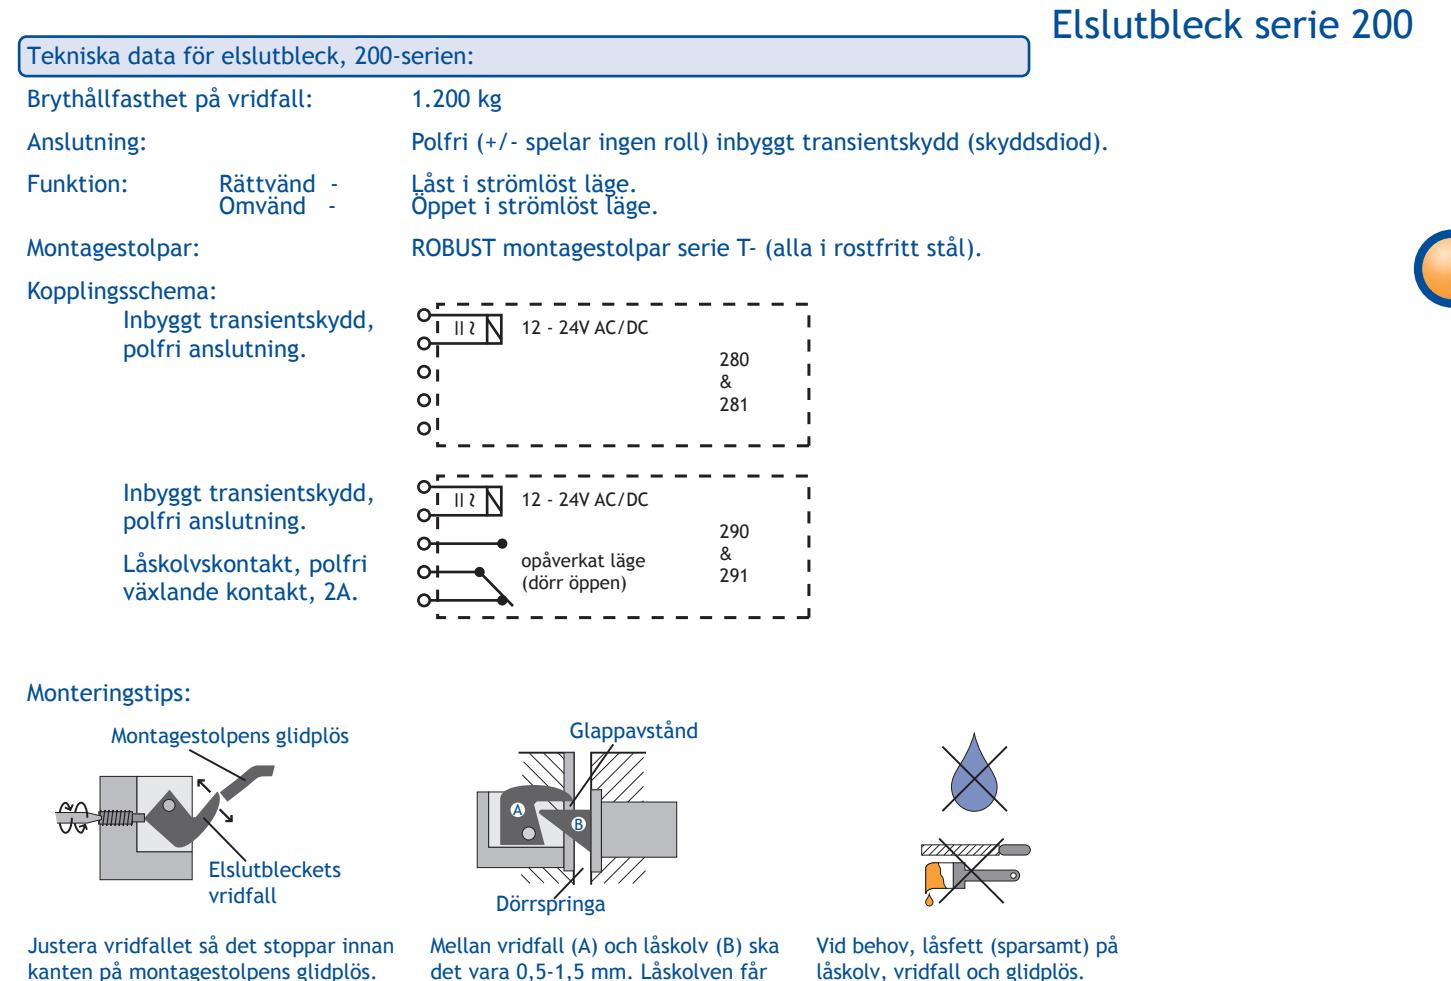 Elslutbleck serie 200
Tekniska data för elslutbleck, 200-serien:
Brythållfasthet på vridfall: 1.200 kg
Anslutning: Polfri (+/- spelar ingen roll) inbyggt transientskydd (skyddsdiod).
Funktion: Rättvänd - Låst i strömlöst läge.
Omvänd - Öppet i strömlöst läge.
Montagestolpar: ROBUST montagestolpar serie T- (alla i rostfritt stål).
Kopplingsschema:
Inbyggt transientskydd,
polfri anslutning.
12 - 24V AC/DC
280
&
281
Inbyggt transientskydd,
polfri anslutning.
Låskolvskontakt, polfri
växlande kontakt, 2A.
12 - 24V AC/DC
opåverkat läge
(dörr öppen)
290
&
291
Monteringstips:
Montagestolpens glidplös
Elslutbleckets
vridfall
Justera vridfallet så det stoppar innan
kanten på montagestolpens glidplös.
Glappavstånd
A
B
Dörrspringa
Mellan vridfall (A) och låskolv (B) ska
det vara 0,5-1,5 mm. Låskolven får
Vid behov, låsfett (sparsamt) på
låskolv, vridfall och glidplös.